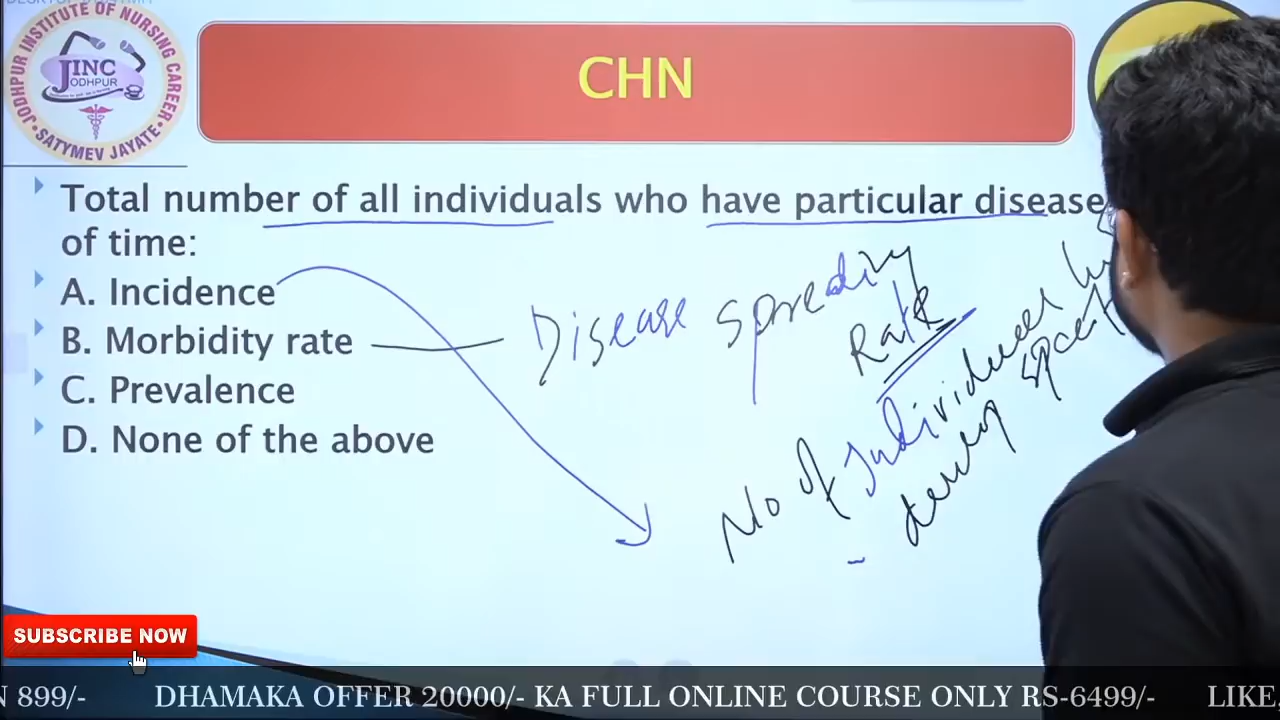 JODHPUR INSTITUTE OF NURSING CAREER
JINC
JODHPUR
SATYMEV JAYATE
CHN
Total number of all individuals who have particular disease
of time:
A. Incidence
B. Morbidity rate
C. Prevalence
D. None of the above
Disease spreading
Rate
No of
SUBSCRIBE NOW
N 899/- DHAMAKA OFFER 20000/- KA FULL ONLINE COURSE ONLY RS-6499/- LIKE,